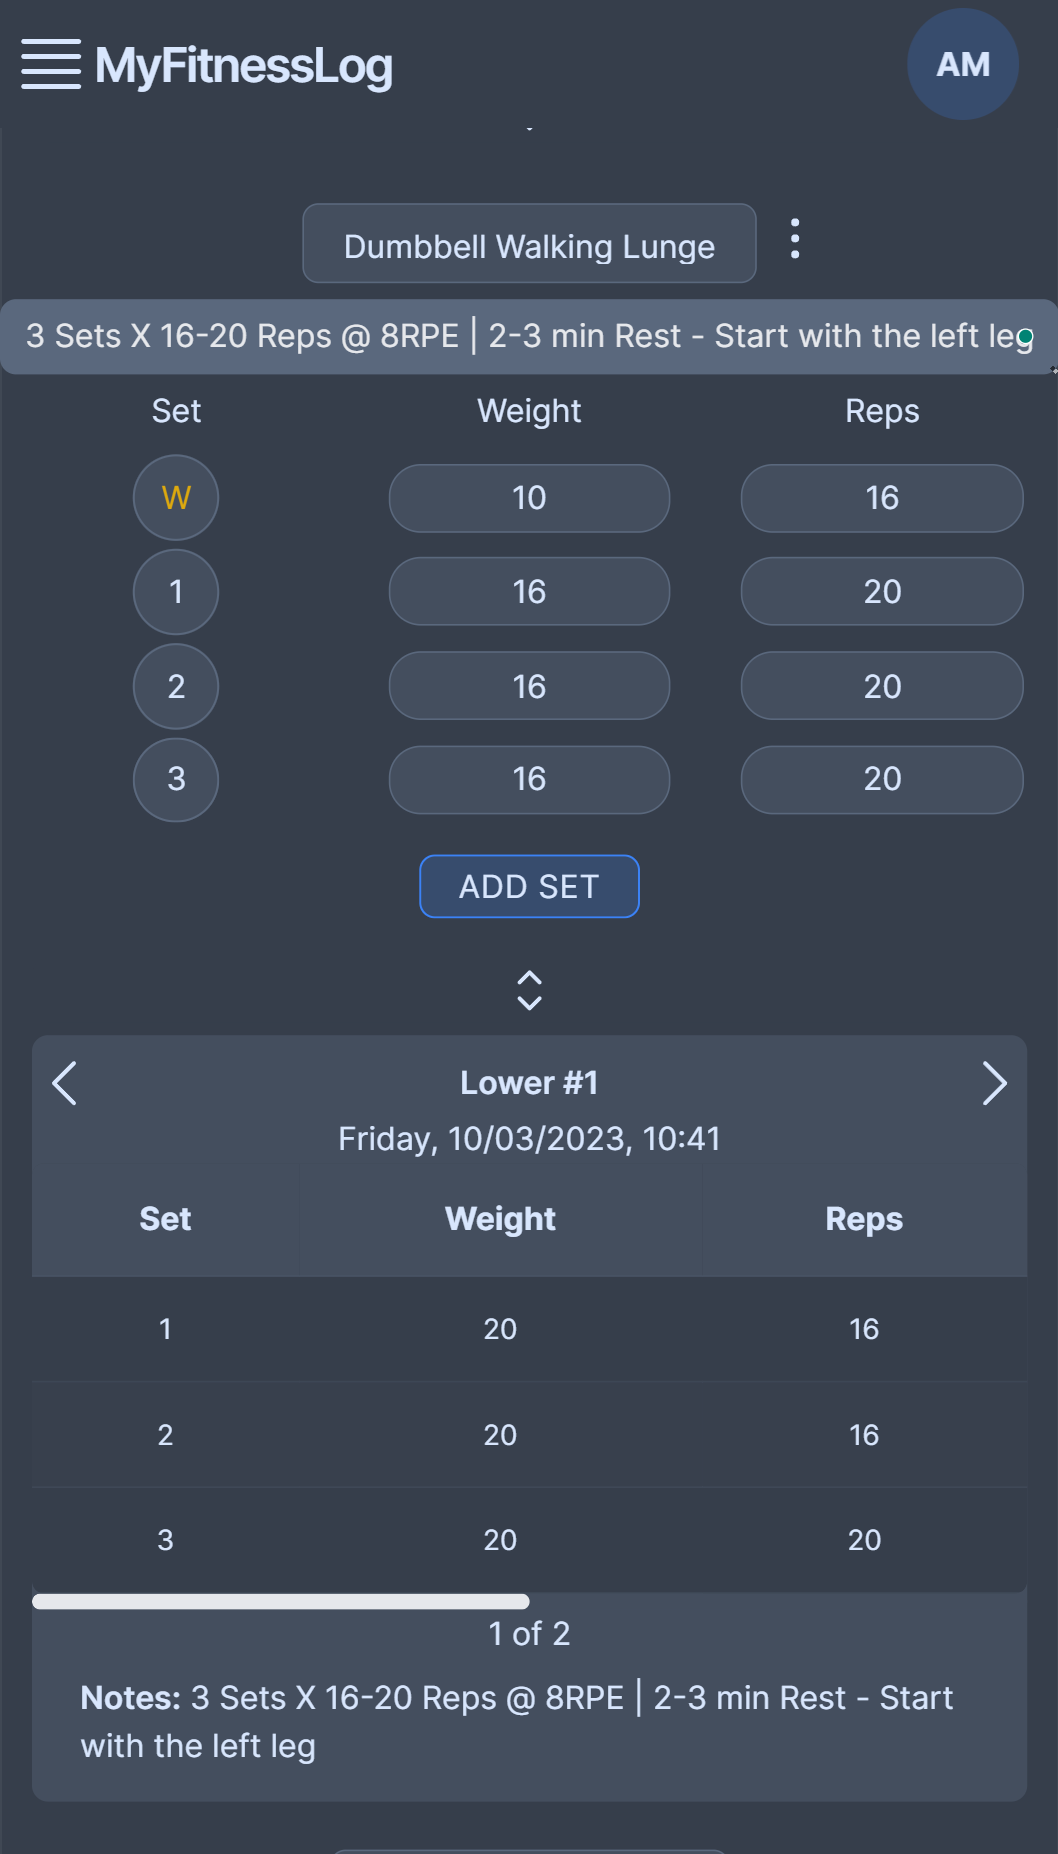 MyFitnessLog
AM
Dumbbell Walking Lunge
3 Sets X 16-20 Reps @ 8RPE | 2-3 min Rest - Start with the left leg
Set Weight Reps
W 10 16
1 16 20
2 16 20
3 16 20
ADD SET
Lower #1
Friday, 10/03/2023, 10:41
Set Weight Reps
1 20 16
2 20 16
3 20 20
1 of 2
Notes: 3 Sets X 16-20 Reps @ 8RPE | 2-3 min Rest - Start
with the left leg